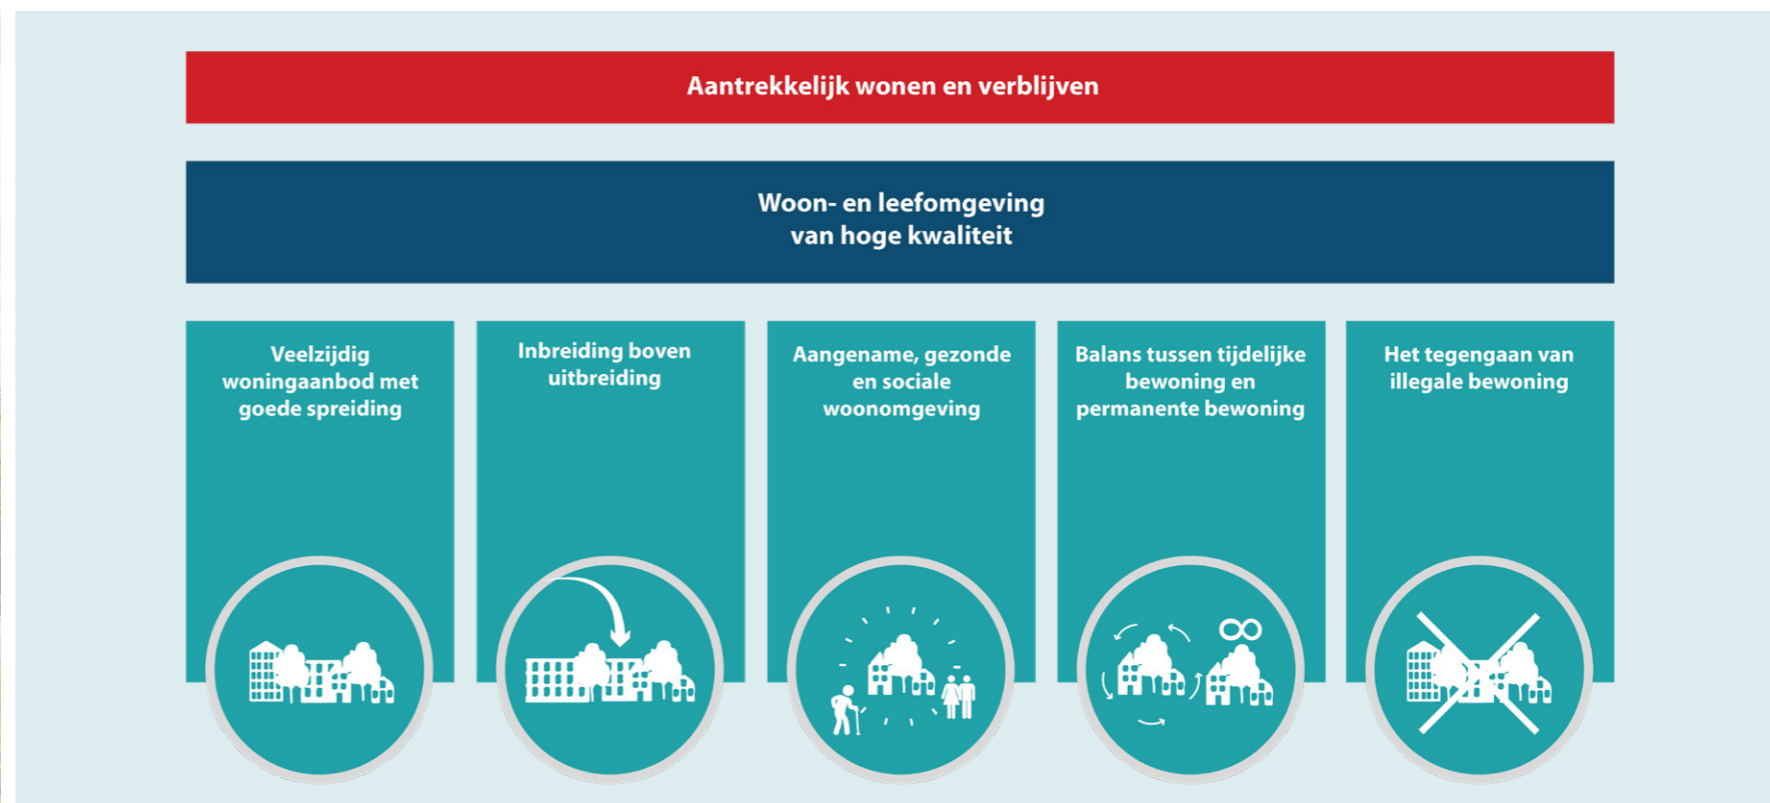 Aantrekkelijk wonen en verblijven
Woon- en leefomgeving
van hoge kwaliteit
Veelzijdig
woningaanbod met
goede spreiding
Inbreiding boven
uitbreiding
Aangename, gezonde
en sociale
woonomgeving
Balans tussen tijdelijke
bewoning en
permanente bewoning
Het tegengaan van
illegale bewoning